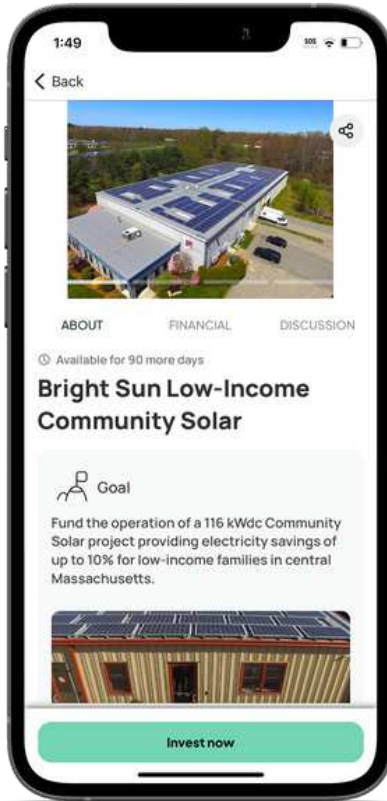 1:49
SOS
Back
ABOUT FINANCIAL DISCUSSION
Available for 90 more days
Bright Sun Low-Income
Community Solar
Goal
Fund the operation of a 116 kWdc Community
Solar project providing electricity savings of
up to 10% for low-income families in central
Massachusetts.
Invest now